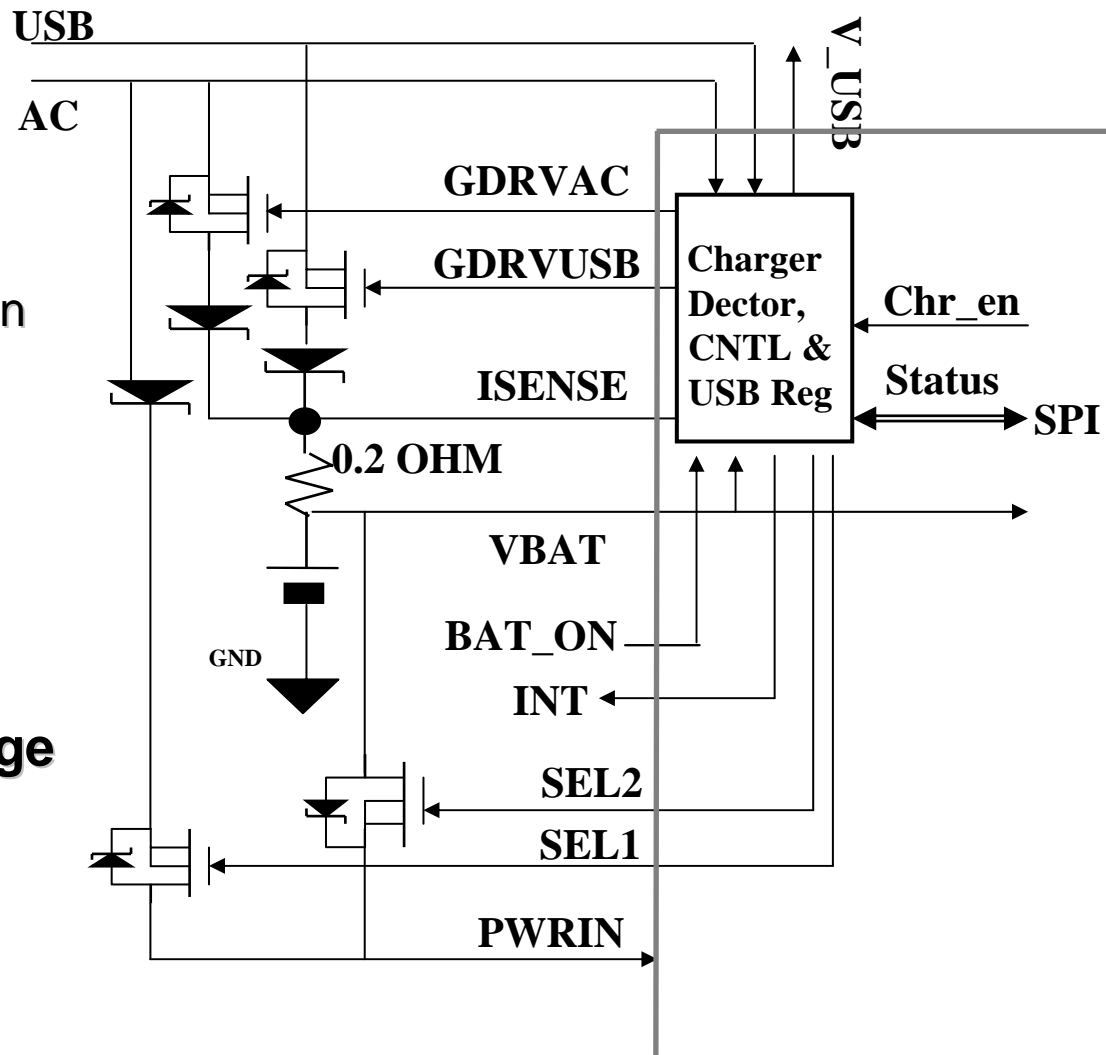 USB
V_USB
AC
GDRVAC
GDRVUSB
Charger
Dector,
CNTL &
USB Reg
n
Chr_en
ISENSE
Status
SPI
0.2 OHM
VBAT
BAT_ON
GND
INT
ge
SEL2
SEL1
PWRIN